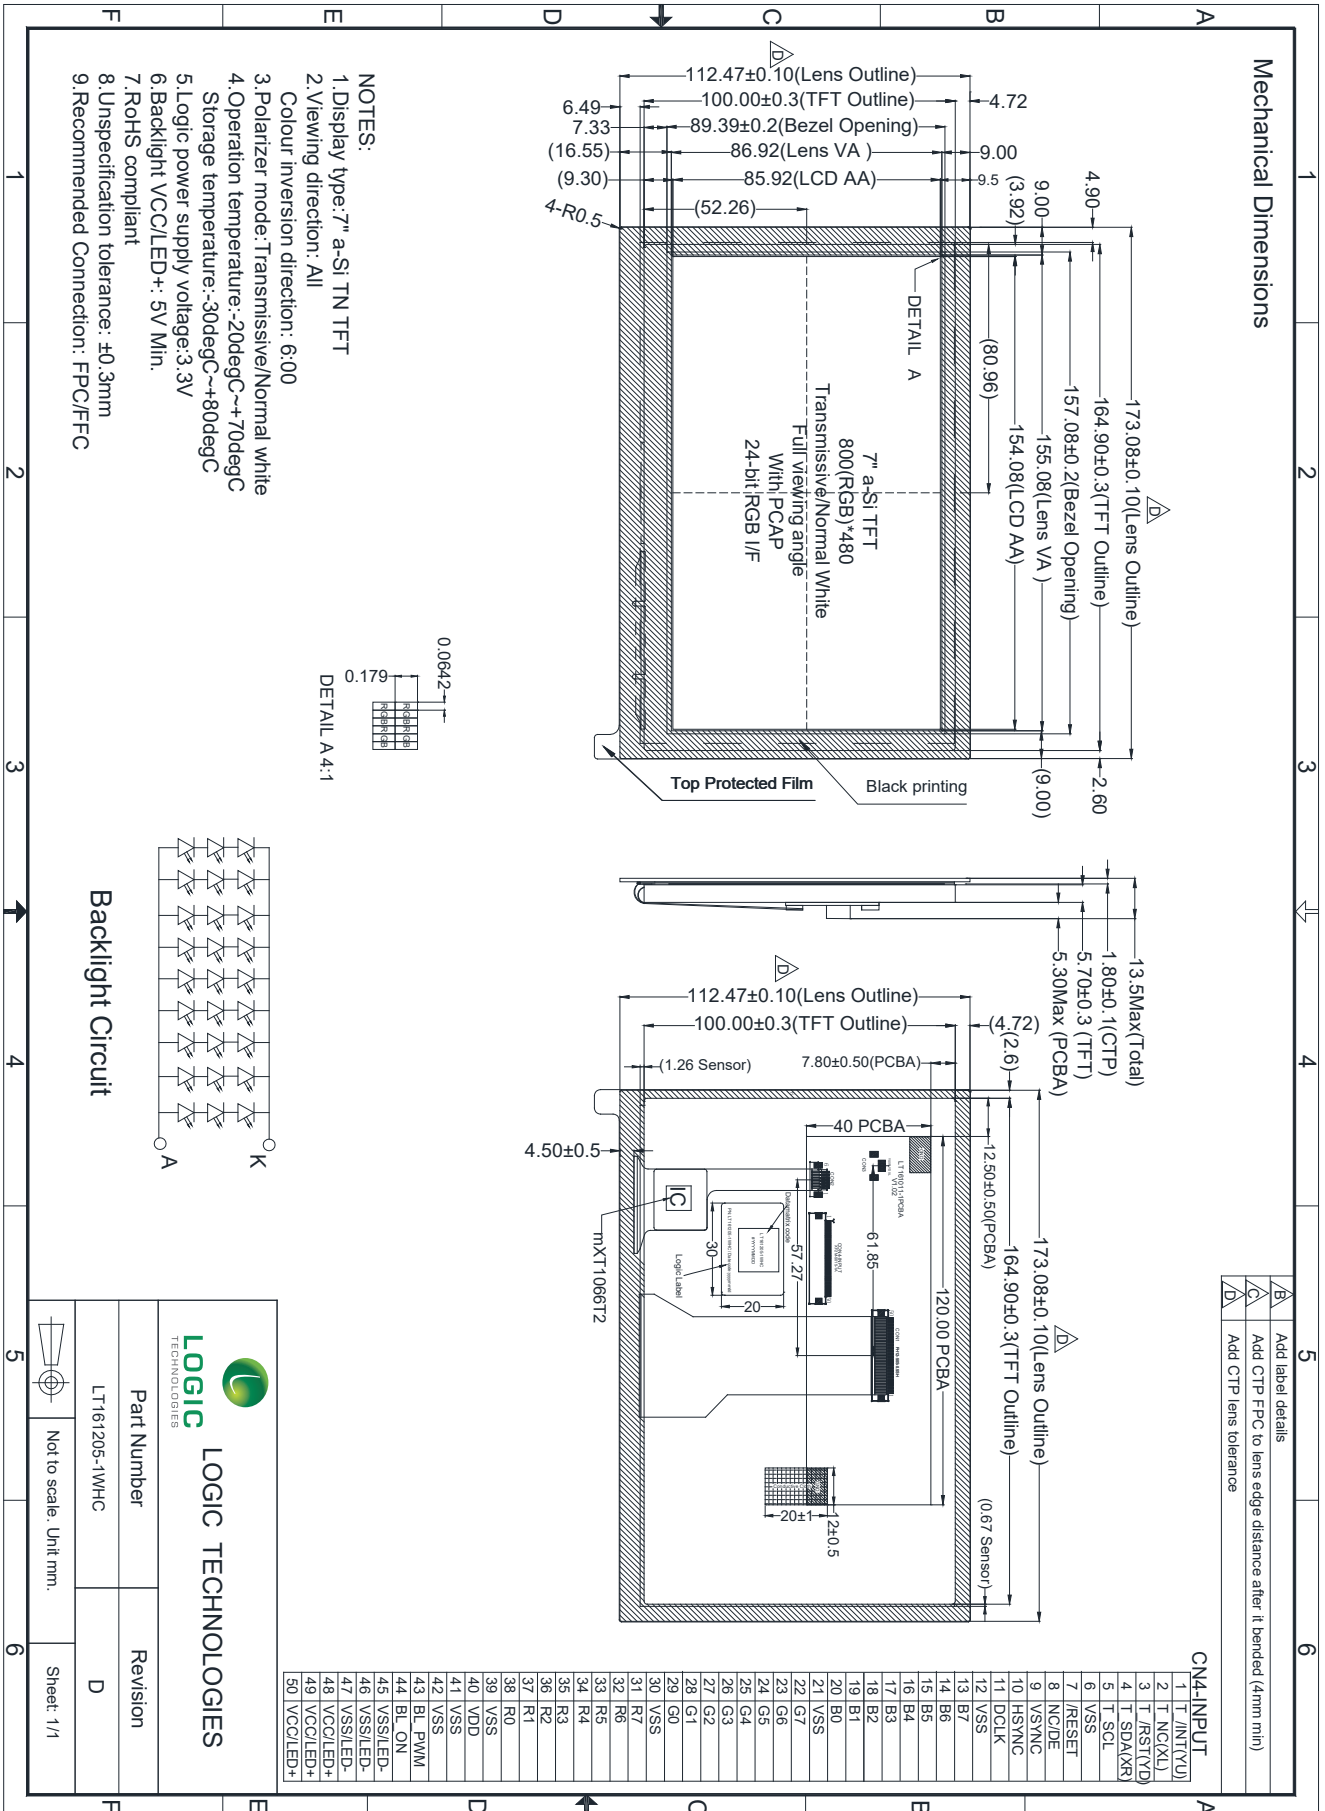 Mechanical Dimensions
A
B
C
D
E
F
1
2
3
4
5
6
112.47±0.10(Lens Outline)
100.00±0.3(TFT Outline)
4.72
6.49
7.33
89.39±0.2(Bezel Opening)
(16.55)
86.92(Lens VA )
9.00
(9.30)
85.92(LCD AA)
9.5
(52.26)
4-R0.5
D
4.90
9.00
(3.92)
173.08±0.10(Lens Outline)
164.90±0.3(TFT Outline)
157.08±0.2(Bezel Opening)
155.08(Lens VA )
154.08(LCD AA)
(80.96)
D
2.60
(9.00)
DETAIL A
7" a-Si TFT
800(RGB)*480
Transmissive/Normal White
Full viewing angle
With PCAP
24-bit RGB I/F
Top Protected Film
Black printing
NOTES:
1.Display type:7" a-Si TN TFT
2.Viewing direction: All
Colour inversion direction: 6:00
3.Polarizer mode:Transmissive/Normal white
4.Operation temperature:-20degC~+70degC
Storage temperature:-30degC~+80degC
5.Logic power supply voltage:3.3V
6.Backlight VCC/LED+: 5V Min.
7.RoHS compliant
8.Unspecification tolerance: ±0.3mm
9.Recommended Connection: FPC/FFC
0.0642
0.179
RGBRGB
RGBRGB
DETAIL A 4:1
13.5Max(Total)
1.80±0.1(CTP)
5.70±0.3 (TFT)
5.30Max (PCBA)
K
A
Backlight Circuit
D
112.47±0.10(Lens Outline)
100.00±0.3(TFT Outline)
(4.72)
(2.6)
(1.26 Sensor)
7.80±0.50(PCBA)
173.08±0.10(Lens Outline)
164.90±0.3(TFT Outline)
D
12.50±0.50(PCBA)
120.00 PCBA
40 PCBA
4.50±0.5
LT161011-1PCBA
V1.02
61.85
57.27
IC
mXT1066T2
Datamatrix code
30
20
Logic Label
20±1
12±0.5
(0.67 Sensor)
B Add label details
C Add CTP FPC to lens edge distance after it bended (4mm min)
D Add CTP lens tolerance
CN4-INPUT
1 T_/INT(YU)
2 T_NC(XL)
3 T_/RST(YD)
4 T_SDA(XR)
5 T_SCL
6 VSS
7 /RESET
8 NC/DE
9 VSYNC
10 HSYNC
11 DCLK
12 VSS
13 B7
14 B6
15 B5
16 B4
17 B3
18 B2
19 B1
20 B0
21 VSS
22 G7
23 G6
24 G5
25 G4
26 G3
27 G2
28 G1
29 G0
30 VSS
31 R7
32 R6
33 R5
34 R4
35 R3
36 R2
37 R1
38 R0
39 VSS
40 VDD
41 VSS
42 VSS
43 BL_PWM
44 BL_ON
45 VSS/LED-
46 VSS/LED-
47 VSS/LED-
48 VCC/LED+
49 VCC/LED+
50 VCC/LED+
LOGIC
TECHNOLOGIES
LOGIC TECHNOLOGIES
Part Number
Revision
LT161205-1WHC
D
Not to scale. Unit mm.
Sheet: 1/1